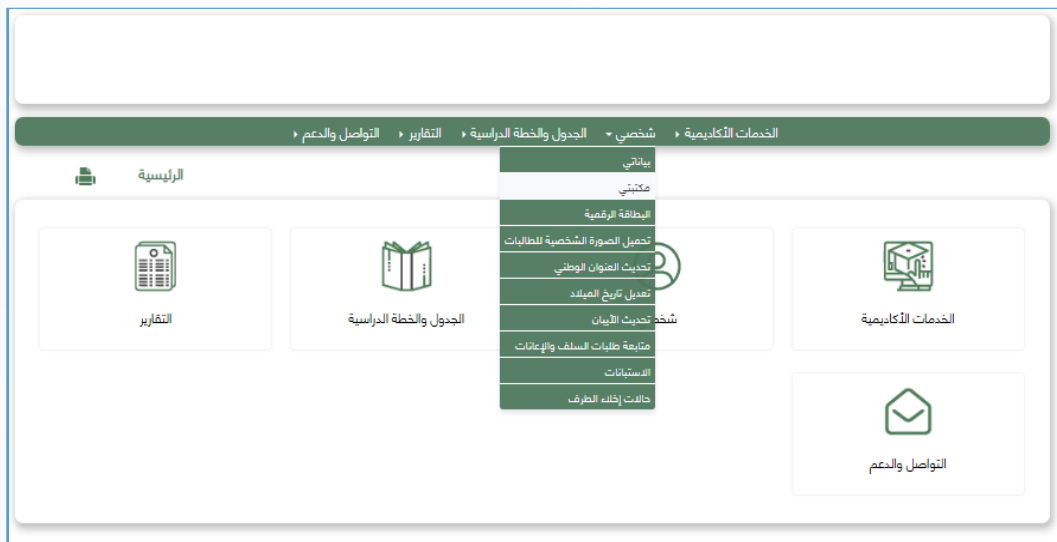 الخدمات الأكاديمية شخصي الجدول والخطة الدراسية التقارير التواصل والدعم
بياناتي
مكتبتي
البطاقة الرقمية
تحميل الصورة الشخصية للطالبات
تحديث العنوان الوطني
تعديل تاريخ الميلاد
تحديث الآيبان
متابعة طلبات السلف والإعانات
الاستبانات
حالات إخلاء الطرف
الرئيسية
الخدمات الأكاديمية
الجدول والخطة الدراسية
التقارير
التواصل والدعم